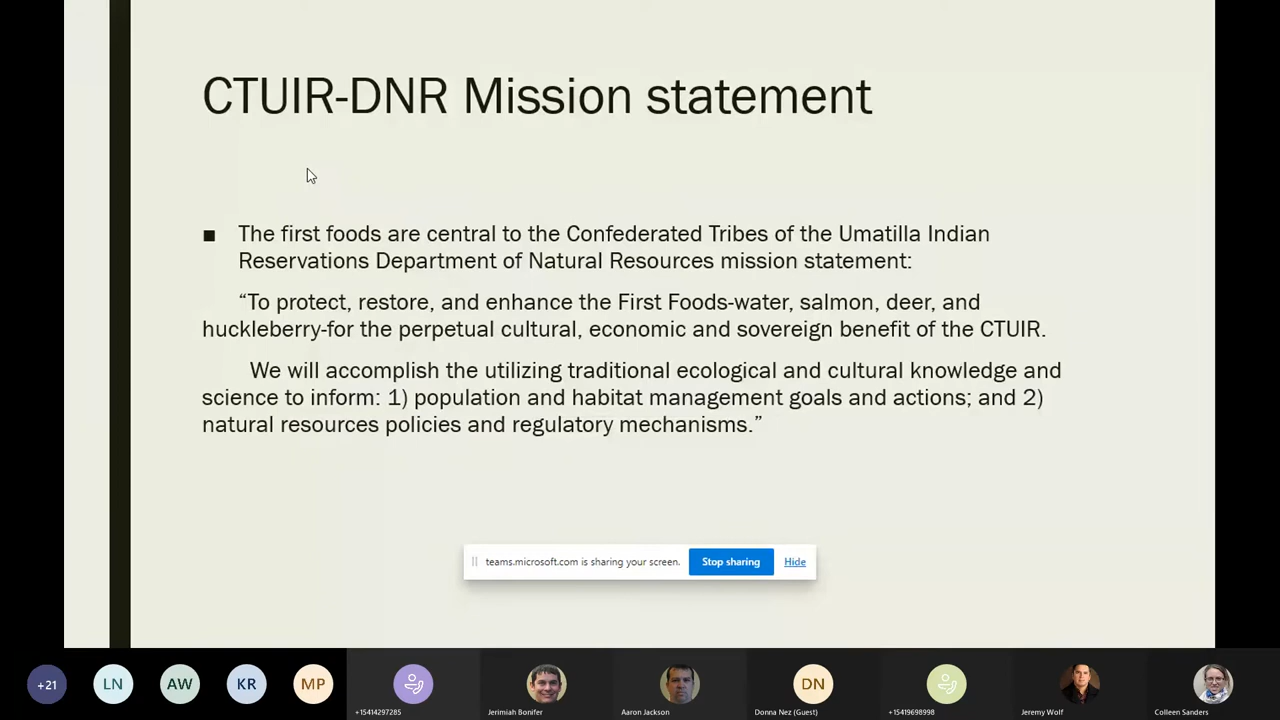 CTUIR-DNR Mission statement
■ The first foods are central to the Confederated Tribes of the Umatilla Indian
Reservations Department of Natural Resources mission statement:
“To protect, restore, and enhance the First Foods-water, salmon, deer, and
huckleberry-for the perpetual cultural, economic and sovereign benefit of the CTUIR.
We will accomplish the utilizing traditional ecological and cultural knowledge and
science to inform: 1) population and habitat management goals and actions; and 2)
natural resources policies and regulatory mechanisms.”
teams.microsoft.com is sharing your screen. Stop sharing Hide
+21 LN AW KR MP DN
+15414297285 Jerimiah Bonifer Aaron Jackson Donna Nez (Guest) +15419698998 Jeremy Wolf Colleen Sanders